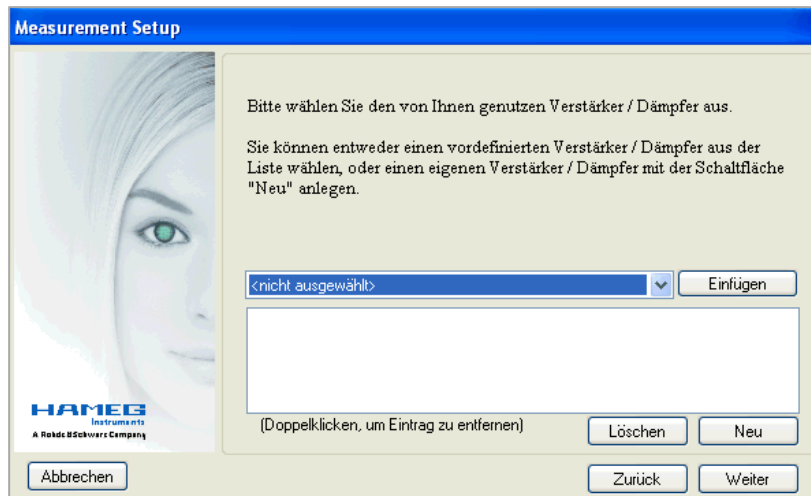 Measurement Setup
Bitte wählen Sie den von Ihnen genutzen Verstärker / Dämpfer aus.
Sie können entweder einen vordefinierten Verstärker / Dämpfer aus der
Liste wählen, oder einen eigenen Verstärker / Dämpfer mit der Schaltfläche
"Neu" anlegen.
<nicht ausgewählt>
Einfügen
(Doppelklicken, um Eintrag zu entfernen)
Löschen
Neu
HAMEG
Instruments
A Rohde & Schwarz Company
Abbrechen
Zurück
Weiter